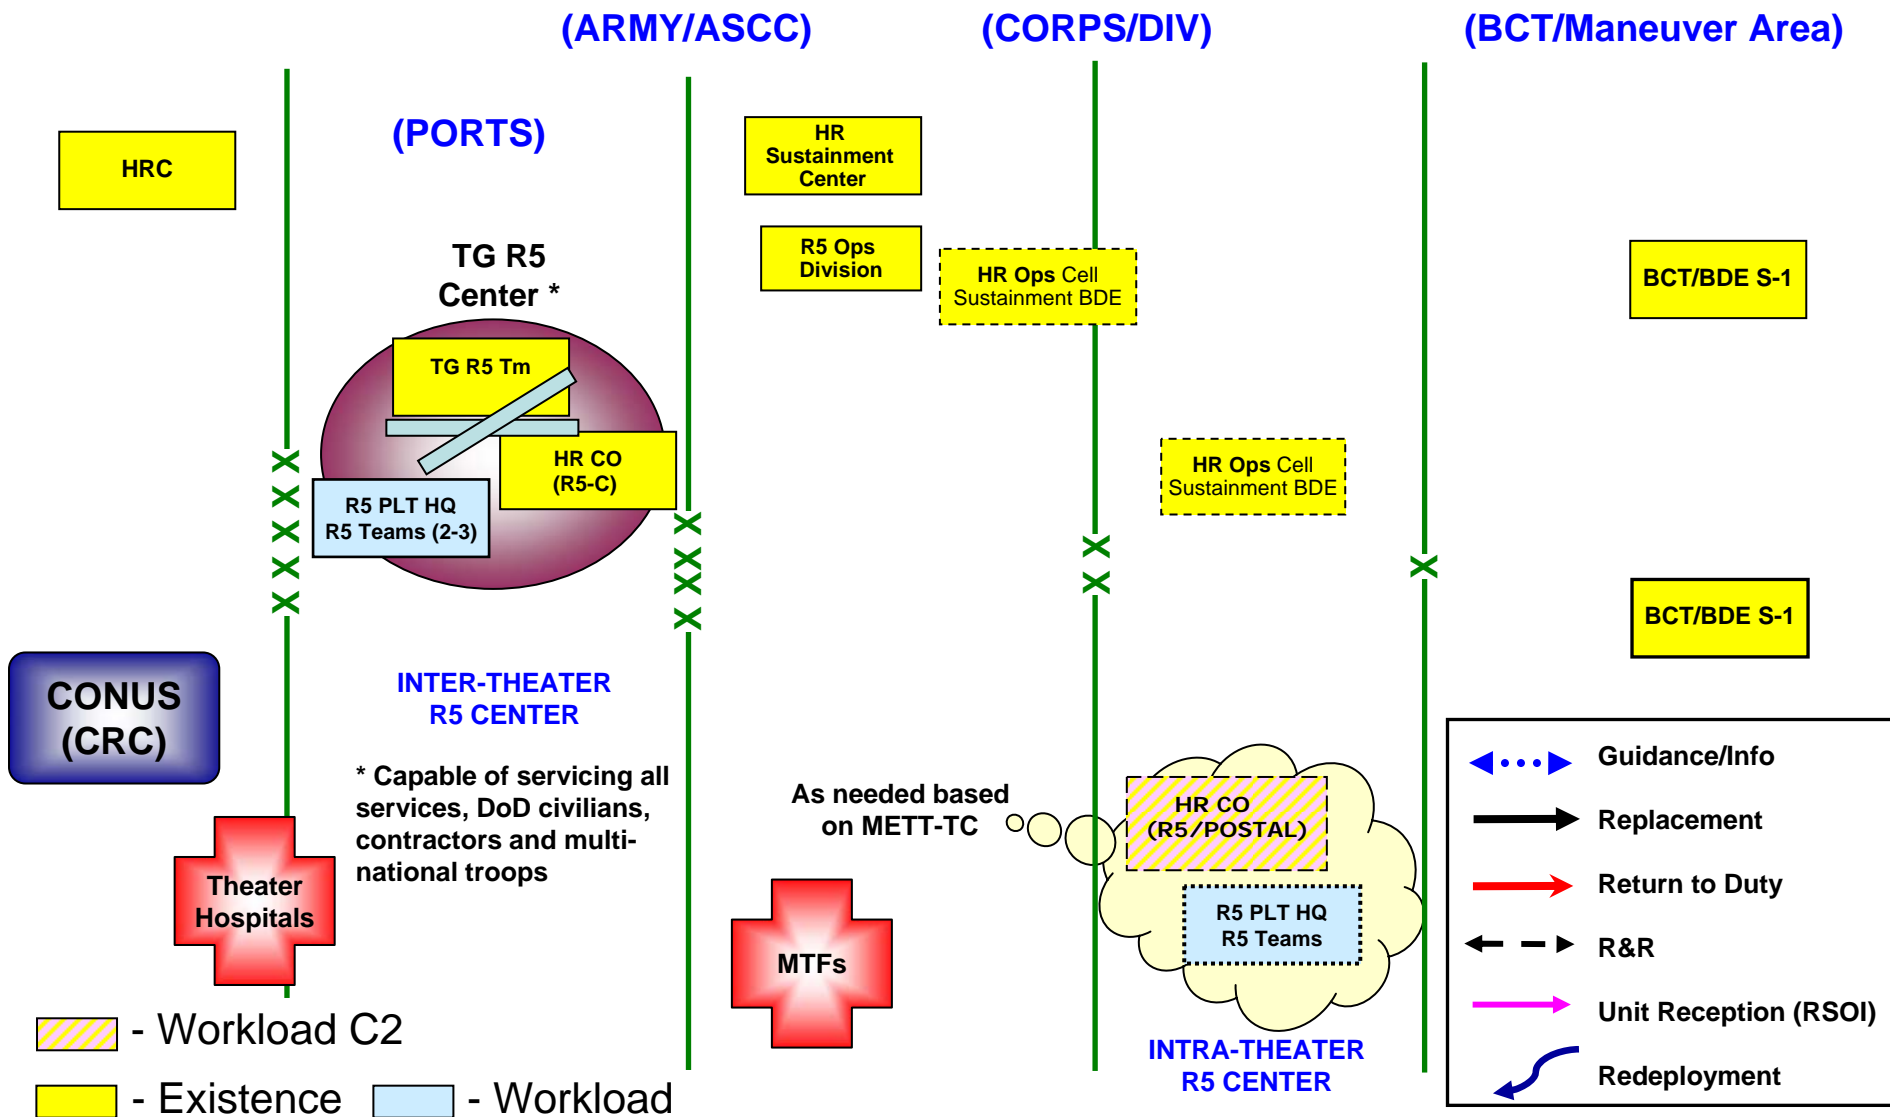 (ARMY/ASCC)
(CORPS/DIV)
(BCT/Maneuver Area)
(PORTS)
HRC
HR
Sustainment
Center
R5 Ops
Division
HR Ops Cell
Sustainment BDE
BCT/BDE S-1
TG R5
Center *
TG R5 Tm
HR CO
(R5-C)
R5 PLT HQ
R5 Teams (2-3)
HR Ops Cell
Sustainment BDE
X
X
X
X
X
X
X
X
X
X
X
X
BCT/BDE S-1
CONUS
(CRC)
INTER-THEATER
R5 CENTER
* Capable of servicing all
services, DoD civilians,
contractors and multi-
national troops
Theater
Hospitals
As needed based
on METT-TC
MTFs
HR CO
(R5/POSTAL)
R5 PLT HQ
R5 Teams
INTRA-THEATER
R5 CENTER
Guidance/Info
Replacement
Return to Duty
R&R
Unit Reception (RSOI)
Redeployment
- Workload C2
- Existence
- Workload